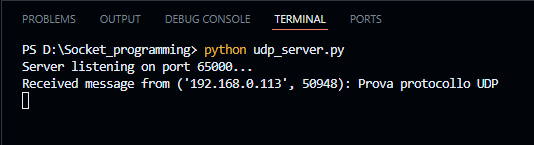 PROBLEMS OUTPUT DEBUG CONSOLE TERMINAL PORTS
PS D:\Socket_programming> python udp_server.py
Server listening on port 65000...
Received message from ('192.168.0.113', 50948): Prova protocollo UDP